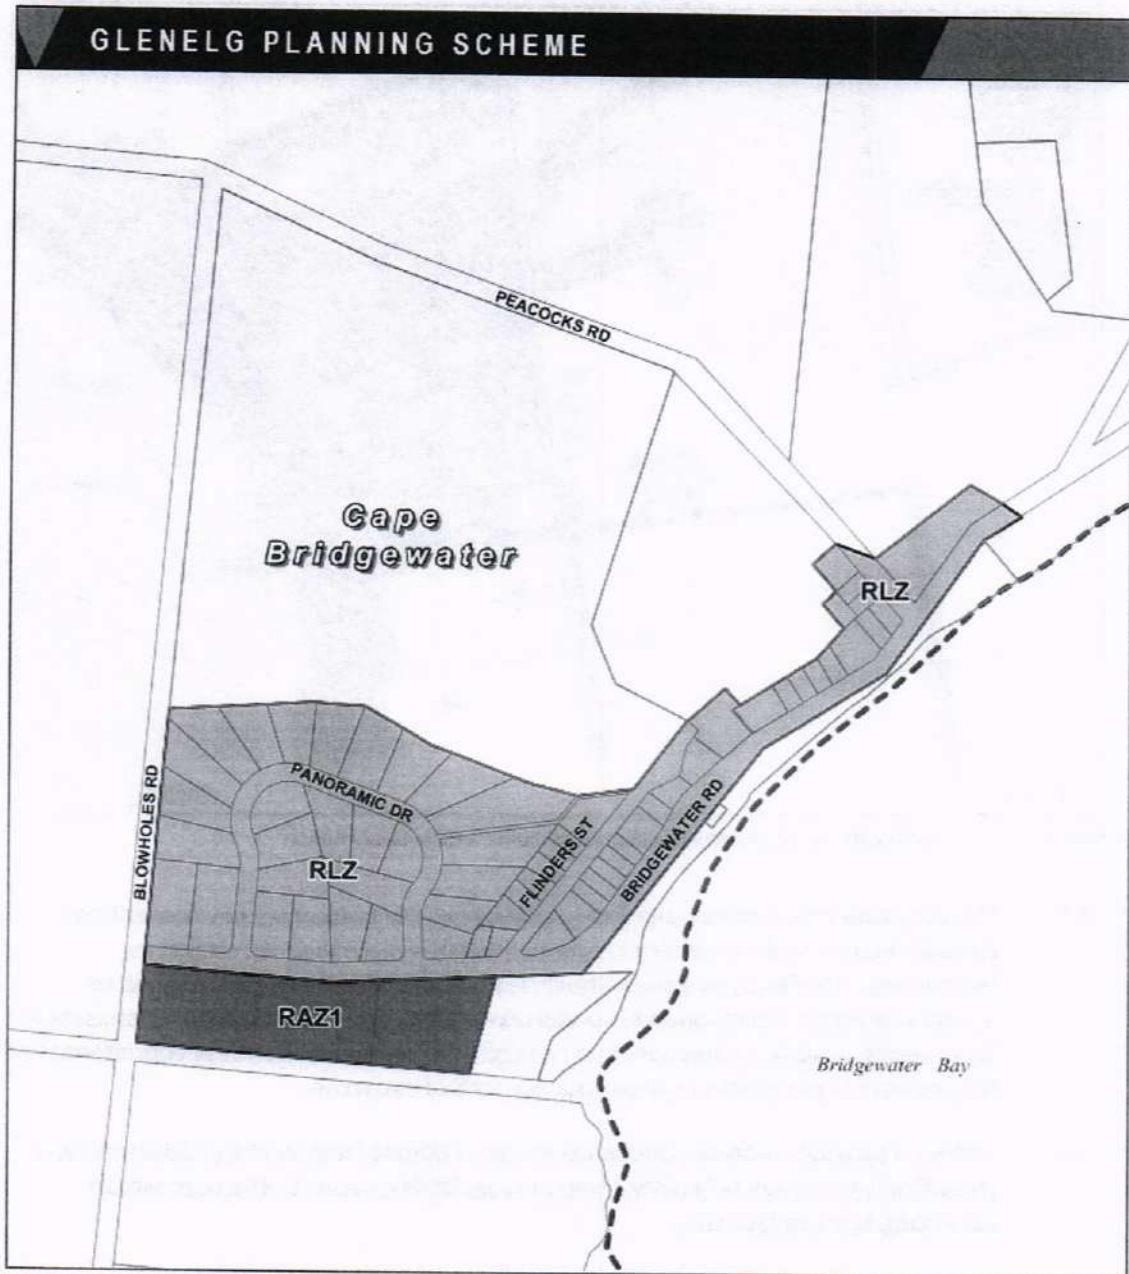 GLENELG PLANNING SCHEME
PEACOCKS RD
Cape
Bridgewater
RLZ
PANORAMIC DR
BLOWHOLES RD
FLINDERS ST
BRIDGEWATER RD
RLZ
RAZ1
Bridgewater Bay